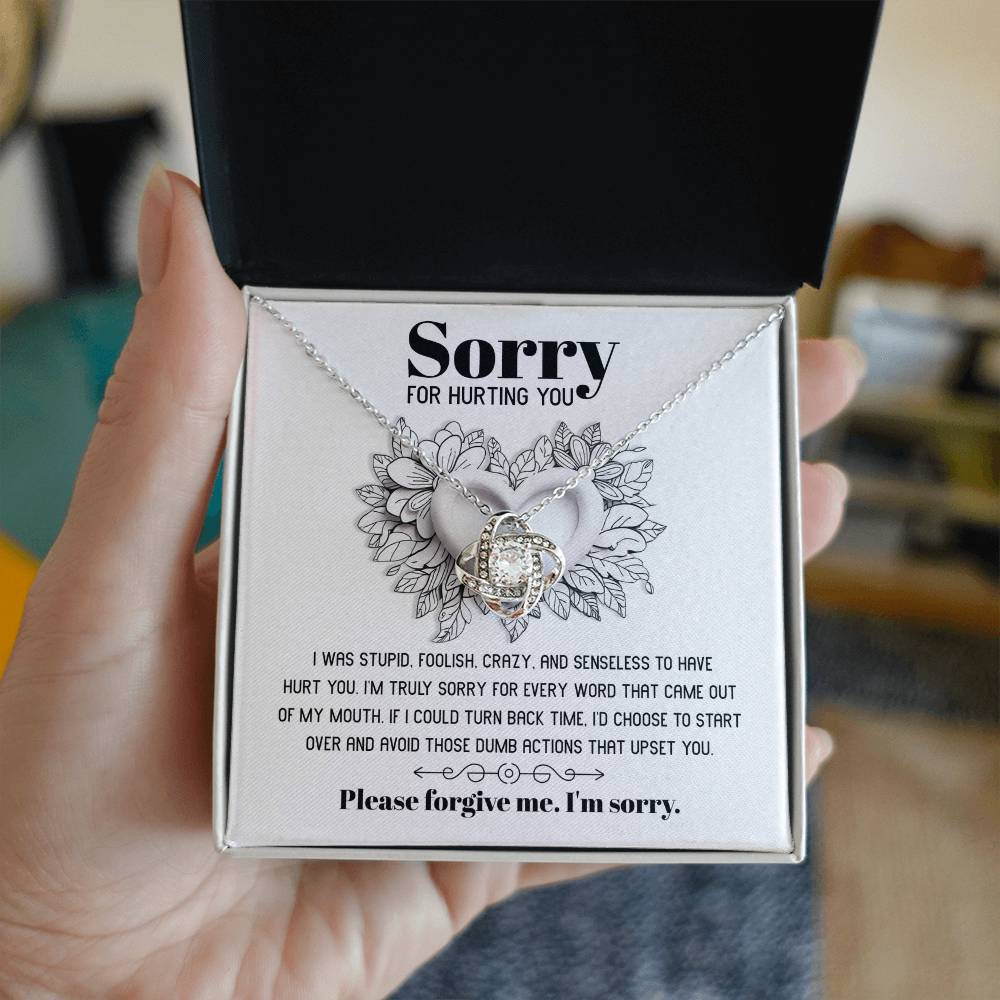 Sorry
FOR HURTING YOU
I WAS STUPID, FOOLISH, CRAZY, AND SENSELESS TO HAVE
HURT YOU. I'M TRULY SORRY FOR EVERY WORD THAT CAME OUT
OF MY MOUTH. IF I COULD TURN BACK TIME, I'D CHOOSE TO START
OVER AND AVOID THOSE DUMB ACTIONS THAT UPSET YOU.
Please forgive me. I'm sorry.